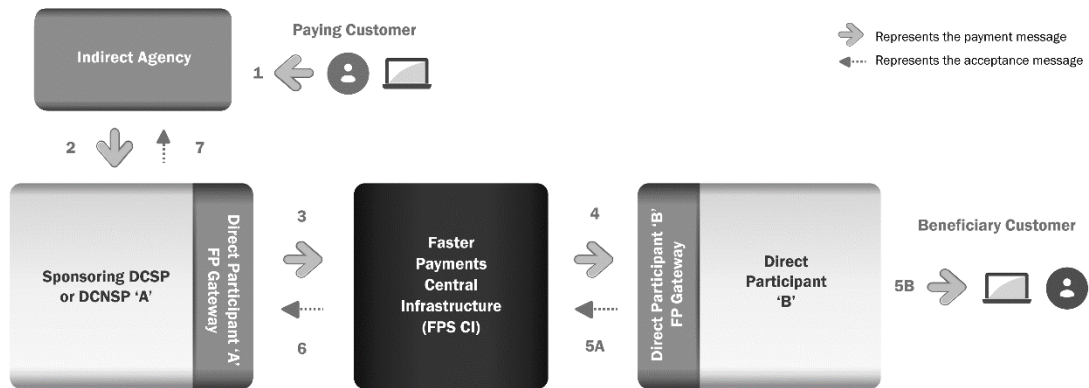 Indirect Agency
Paying Customer
Represents the payment message
Represents the acceptance message
1
2
7
Sponsoring DCSP
or DCNSP ‘A’
Direct Participant ‘A’
FP Gateway
3
6
Faster
Payments
Central
Infrastructure
(FPS CI)
4
5A
Direct Participant ‘B’
FP Gateway
Direct
Participant
‘B’
Beneficiary Customer
5B